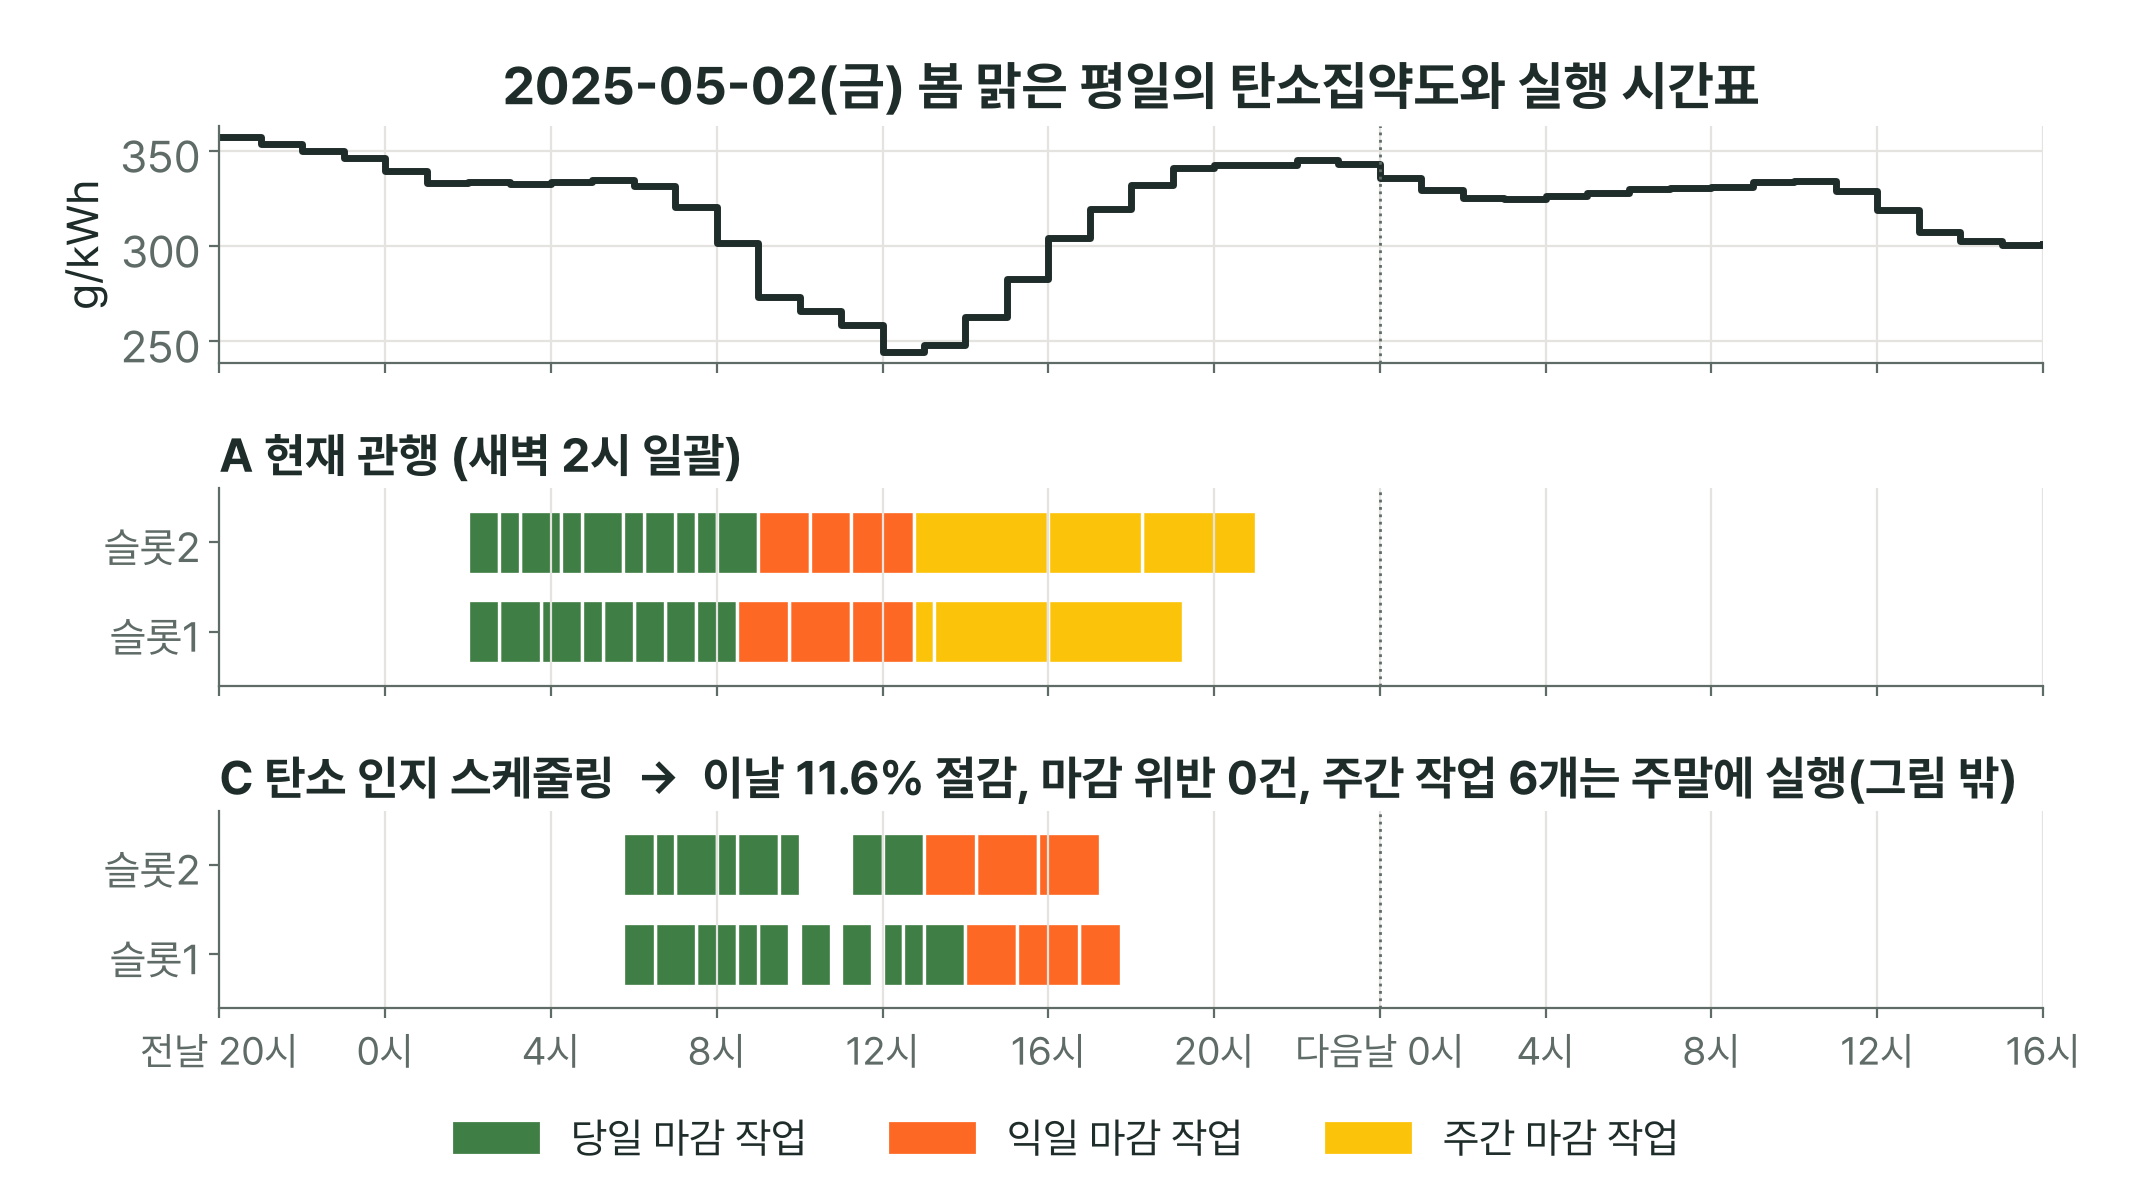 2025-05-02(금) 봄 맑은 평일의 탄소집약도와 실행 시간표
g/kWh
350
300
250
A 현재 관행 (새벽 2시 일괄)
슬롯2
슬롯1
C 탄소 인지 스케줄링 → 이날 11.6% 절감, 마감 위반 0건, 주간 작업 6개는 주말에 실행(그림 밖)
슬롯2
슬롯1
전날 20시 0시 4시 8시 12시 16시 20시 다음날 0시 4시 8시 12시 16시
당일 마감 작업 익일 마감 작업 주간 마감 작업